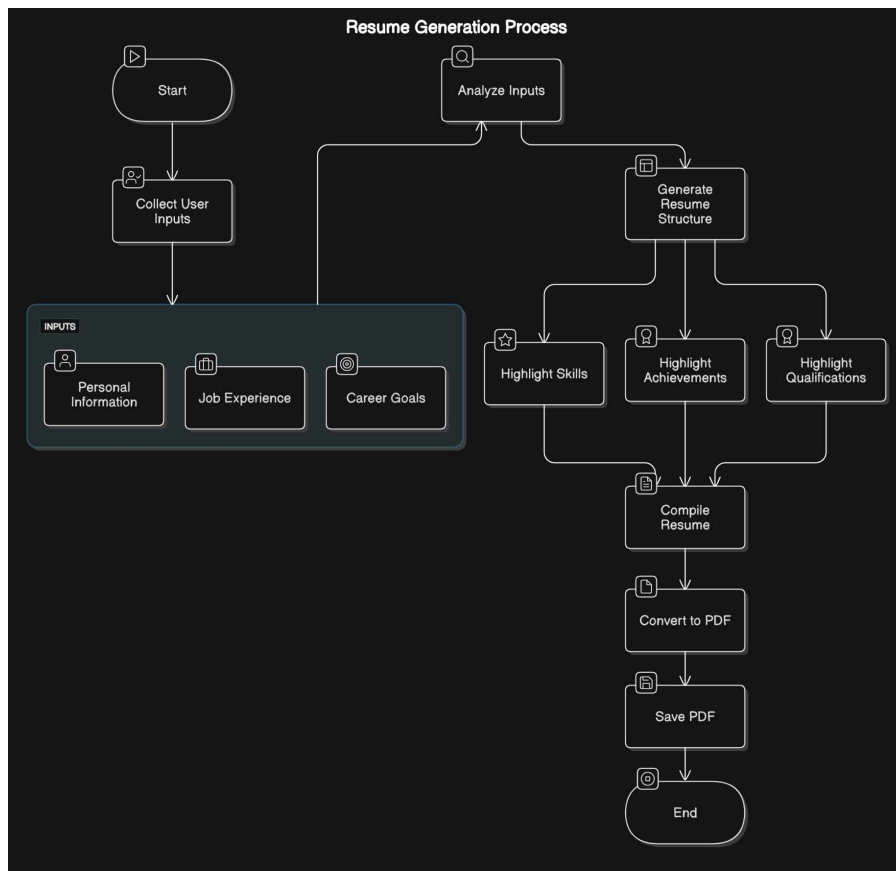 Resume Generation Process
Start
Collect User
Inputs
INPUTS
Personal
Information
Job Experience
Career Goals
Analyze Inputs
Generate
Resume
Structure
Highlight Skills
Highlight
Achievements
Highlight
Qualifications
Compile
Resume
Convert to PDF
Save PDF
End